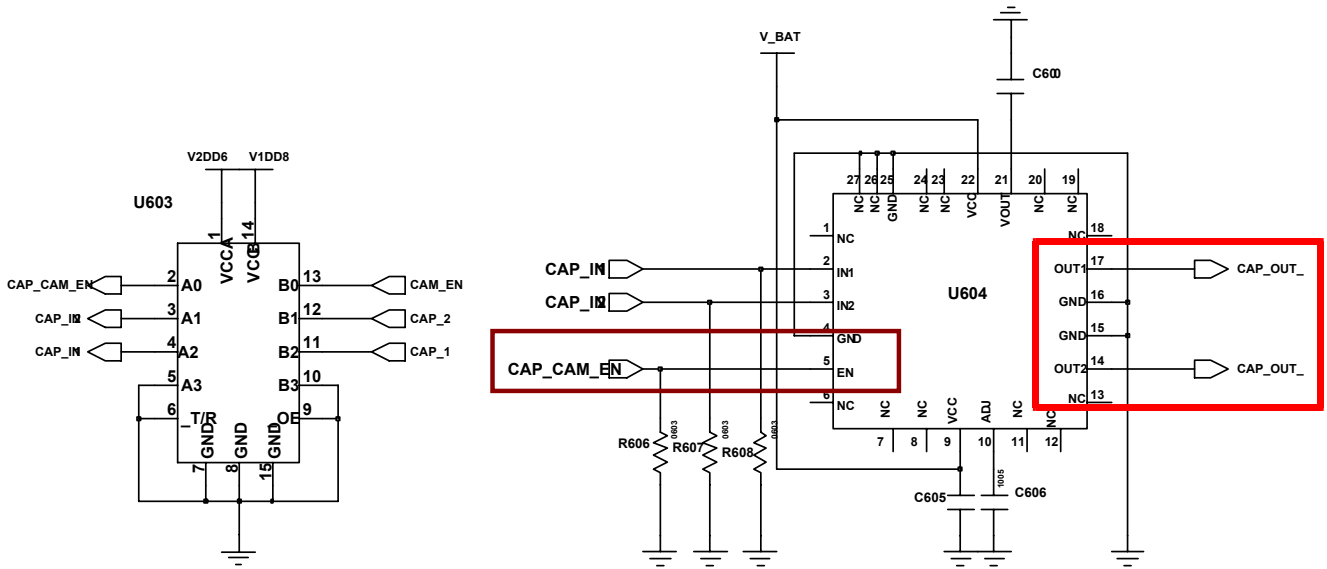 V_BAT
C600
V2DD6 V1DD8
U603
1 14
VCCA
2 A0 B0 13
CAP_CAM_EN CAM_EN
3 A1 B1 12
CAP_IN CAP_2
4 A2 B2 11
CAP_IN CAP_1
5 A3 B3 10
6 _T/R OE 9
GND GND GND
7 8 15
27 26 25 24 23 22 21 20 19
NC NC GND NC NC VCC VOUT NC NC
1 NC NC 18
CAP_IN 2 IN1 OUT1 17 CAP_OUT_
U604
CAP_IN 3 IN2 GND 16
4 GND GND 15
CAP_CAM_EN 5 EN OUT2 14 CAP_OUT_
6 NC NC 13
NC NC VCC ADJ NC NC
7 8 9 10 11 12
0603 0603 0603
R606 R607 R608
1005
C605 C606